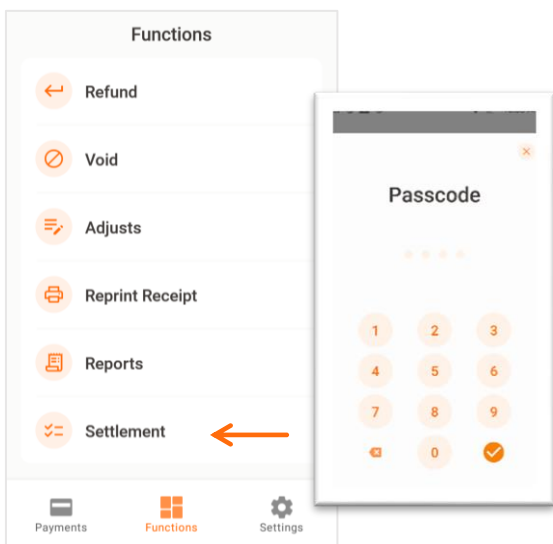 Functions
Refund
Void
Adjusts
Reprint Receipt
Reports
Settlement
Payments Functions Settings
Passcode
1 2 3
4 5 6
7 8 9
0